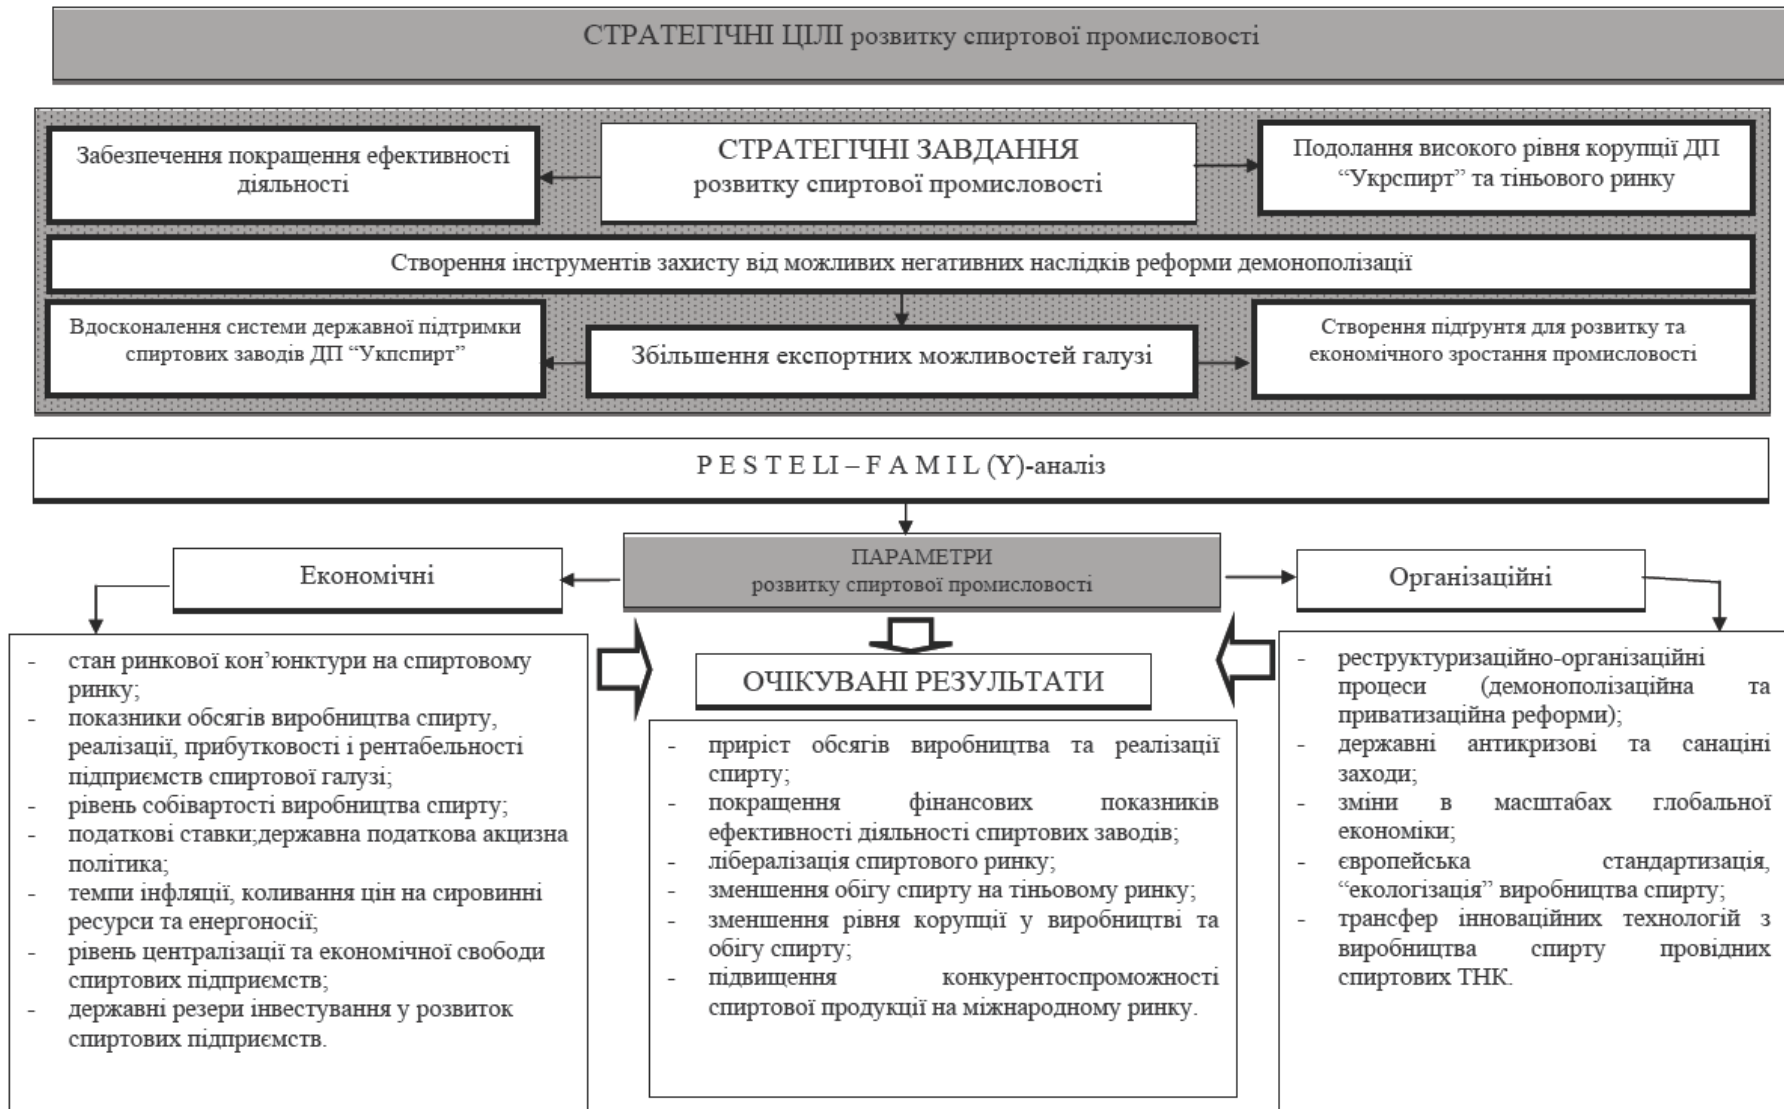 СТРАТЕГІЧНІ ЦІЛІ розвитку спиртової промисловості
Забезпечення покращення ефективності
діяльності
СТРАТЕГІЧНІ ЗАВДАННЯ
розвитку спиртової промисловості
Подолання високого рівня корупції ДП
“Укрспирт” та тіньового ринку
Створення інструментів захисту від можливих негативних наслідків реформи демонополізації
Вдосконалення системи державної підтримки
спиртових заводів ДП “Укпспирт”
Збільшення експортних можливостей галузі
Створення підґрунтя для розвитку та
економічного зростання промисловості
P E S T E LI – F A M I L (Y)-аналіз
Економічні
ПАРАМЕТРИ
розвитку спиртової промисловості
Організаційні
- стан ринкової кон’юнктури на спиртовому
ринку;
- показники обсягів виробництва спирту,
реалізації, прибутковості і рентабельності
підприємств спиртової галузі;
- рівень собівартості виробництва спирту;
- податкові ставки;державна податкова акцизна
політика;
- темпи інфляції, коливання цін на сировинні
ресурси та енергоносії;
- рівень централізації та економічної свободи
спиртових підприємств;
- державні резери інвестування у розвиток
спиртових підприємств.
ОЧІКУВАНІ РЕЗУЛЬТАТИ
- приріст обсягів виробництва та реалізації
спирту;
- покращення фінансових показників
ефективності діяльності спиртових заводів;
- лібералізація спиртового ринку;
- зменшення обігу спирту на тіньовому ринку;
- зменшення рівня корупції у виробництві та
обігу спирту;
- підвищення конкурентоспроможності
спиртової продукції на міжнародному ринку.
- реструктуризаційно-організаційні
процеси (демонополізаційна та
приватизаційна реформи);
- державні антикризові та санаціні
заходи;
- зміни в масштабах глобальної
економіки;
- європейська стандартизація,
“екологізація” виробництва спирту;
- трансфер інноваційних технологій з
виробництва спирту провідних
спиртових ТНК.